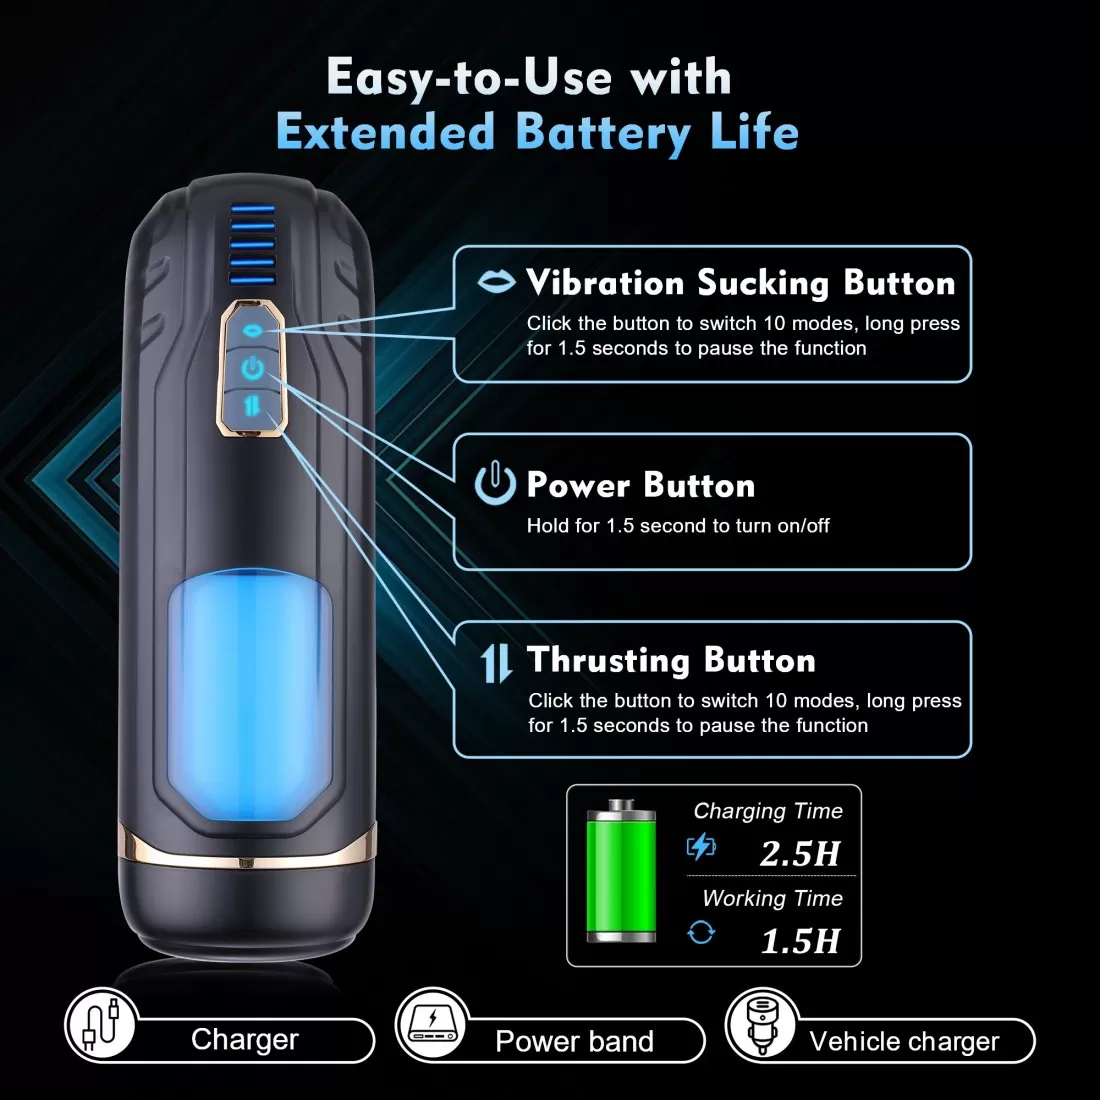 Easy-to-Use with
Extended Battery Life
Vibration Sucking Button
Click the button to switch 10 modes, long press
for 1.5 seconds to pause the function
Power Button
Hold for 1.5 second to turn on/off
Thrusting Button
Click the button to switch 10 modes, long press
for 1.5 seconds to pause the function
Charging Time
2.5H
Working Time
1.5H
Charger
Power band
Vehicle charger